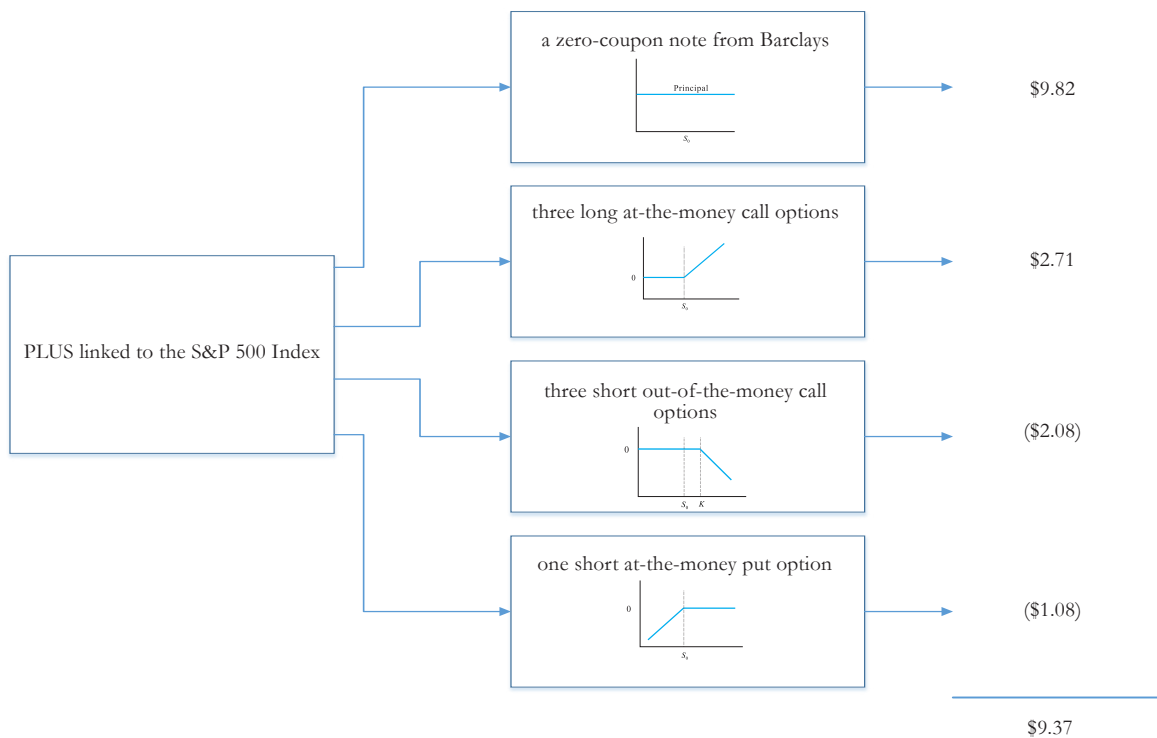 a zero-coupon note from Barclays
Principal
S₀
$9.82
three long at-the-money call options
0
S₀
$2.71
PLUS linked to the S&P 500 Index
three short out-of-the-money call
options
0
S₀ K
($2.08)
one short at-the-money put option
0
S₀
($1.08)
$9.37